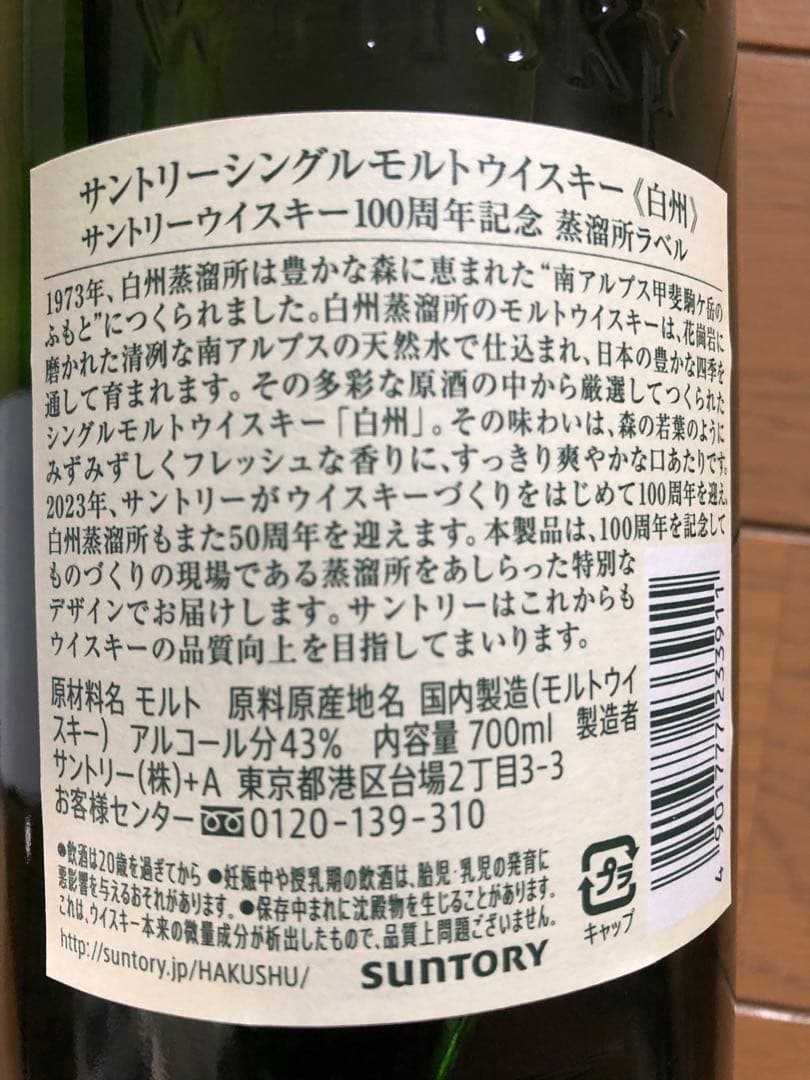 サントリーシングルモルトウイスキー《白州》
サントリーウイスキー100周年記念 蒸溜所ラベル
1973年、白州蒸溜所は豊かな森に恵まれた“南アルプス甲斐駒ケ岳の
ふもと”につくられました。白州蒸溜所のモルトウイスキーは、花崗岩に
磨かれた清冽な南アルプスの天然水で仕込まれ、日本の豊かな四季を
通して育まれます。その多彩な原酒の中から厳選してつくられた
シングルモルトウイスキー「白州」。その味わいは、森の若葉のように
みずみずしくフレッシュな香りに、すっきり爽やかな口あたりです。
2023年、サントリーがウイスキーづくりをはじめて100周年を迎え、
白州蒸溜所もまた50周年を迎えます。本製品は、100周年を記念して
ものづくりの現場である蒸溜所をあしらった特別な
デザインでお届けします。サントリーはこれからも
ウイスキーの品質向上を目指してまいります。
原材料名 モルト 原料原産地名 国内製造(モルトウイ
スキー) アルコール分43% 内容量 700ml 製造者
サントリー(株)+A 東京都港区台場2丁目3-3
お客様センター 0120-139-310
●飲酒は20歳を過ぎてから ●妊娠中や授乳期の飲酒は、胎児・乳児の発育に
悪影響を与えるおそれがあります。●保存中まれに沈殿物を生じることがあります。
これは、ウイスキー本来の微量成分が析出したもので、品質上問題ございません。
http://suntory.jp/HAKUSHU/
SUNTORY
プラ
キャップ
4 901777 233911